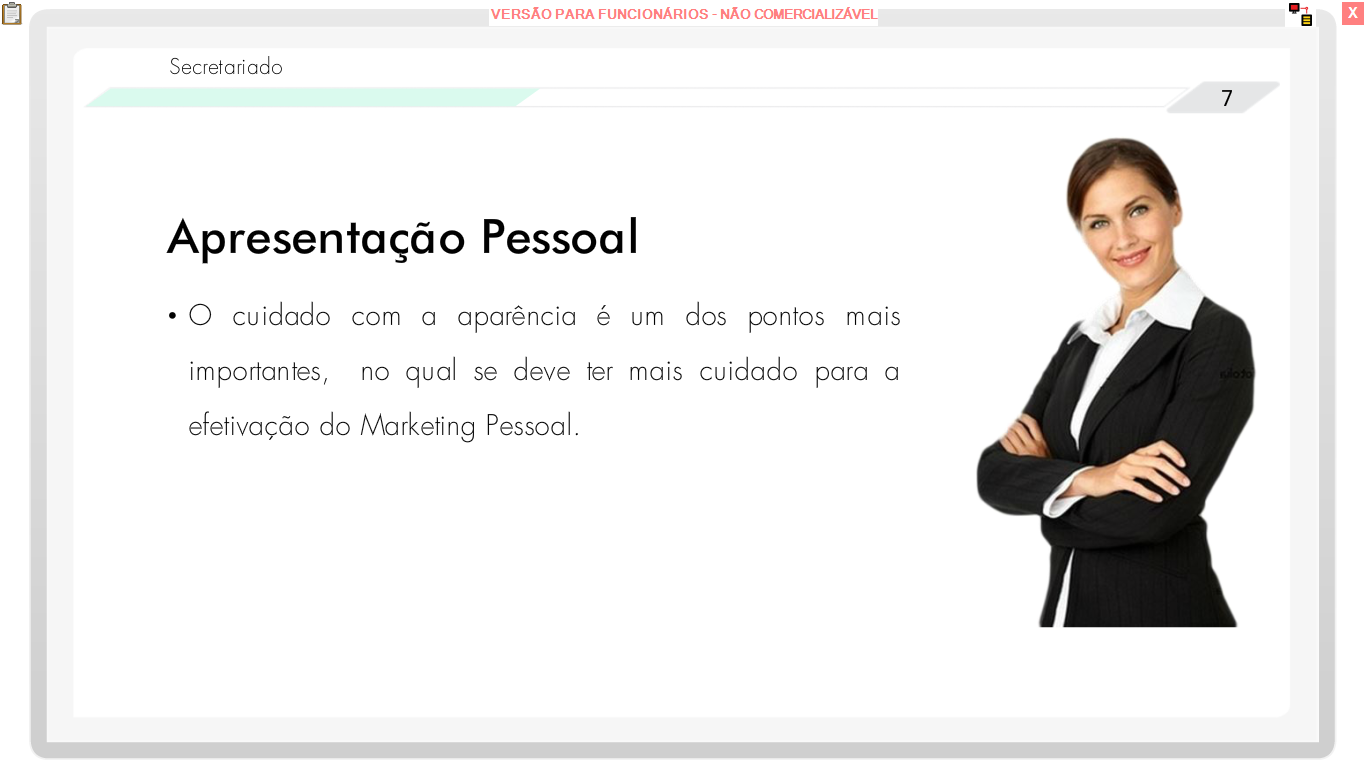 VERSÃO PARA FUNCIONÁRIOS - NÃO COMERCIALIZÁVEL
X
Secretariado
7
Apresentação Pessoal
• O cuidado com a aparência é um dos pontos mais
importantes, no qual se deve ter mais cuidado para a
efetivação do Marketing Pessoal.